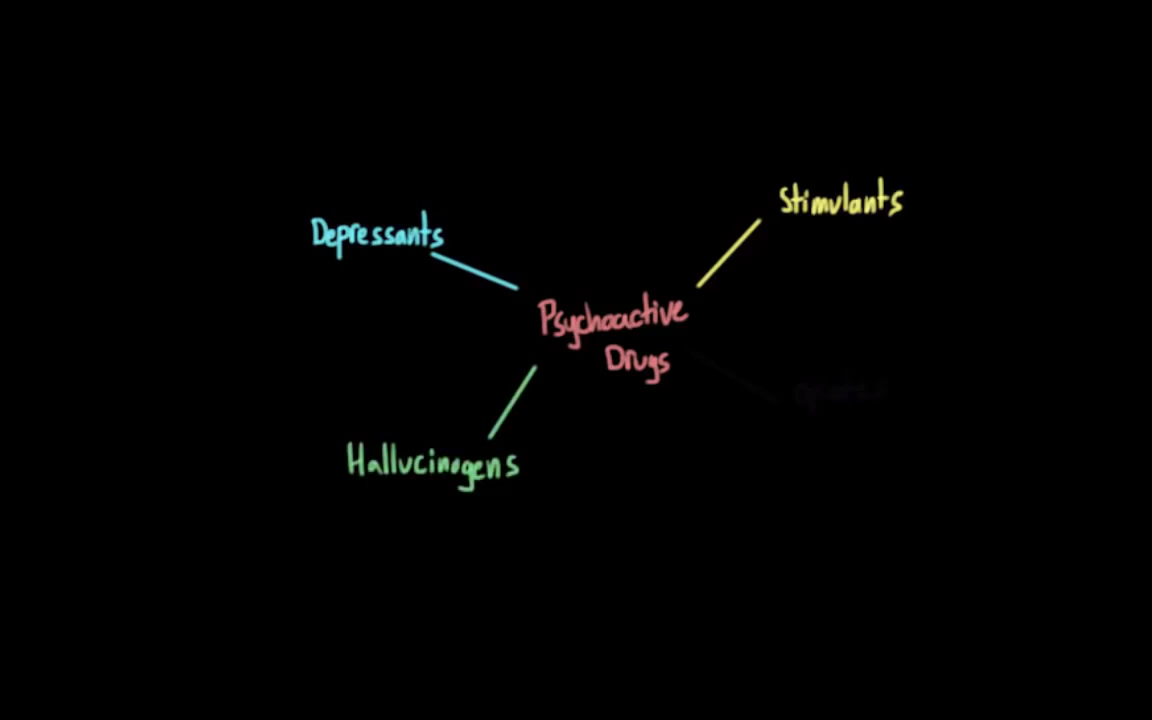 Stimulants
Depressants
Psychoactive
Drugs
Hallucinogens